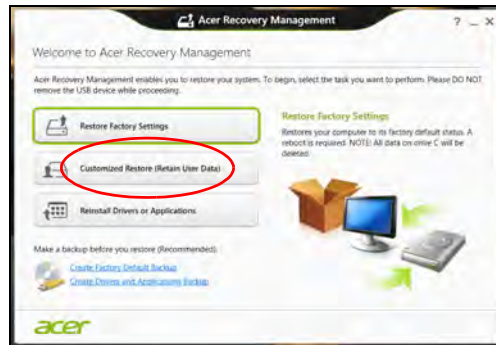 Acer Recovery Management
Welcome to Acer Recovery Management
Acer Recovery Management enables you to restore your system. To begin, select the task you want to perform. Please DO NOT
remove the USB device while proceeding.
Restore Factory Settings
Customized Restore (Retain User Data)
Reinstall Drivers or Applications
Restore Factory Settings
Restores your computer to its factory default status. A
reboot is required. NOTE: All data on drive C will be
deleted.
Make a backup before you restore (Recommended).
Create Factory Default Backup
Create Drivers and Applications Backup
acer